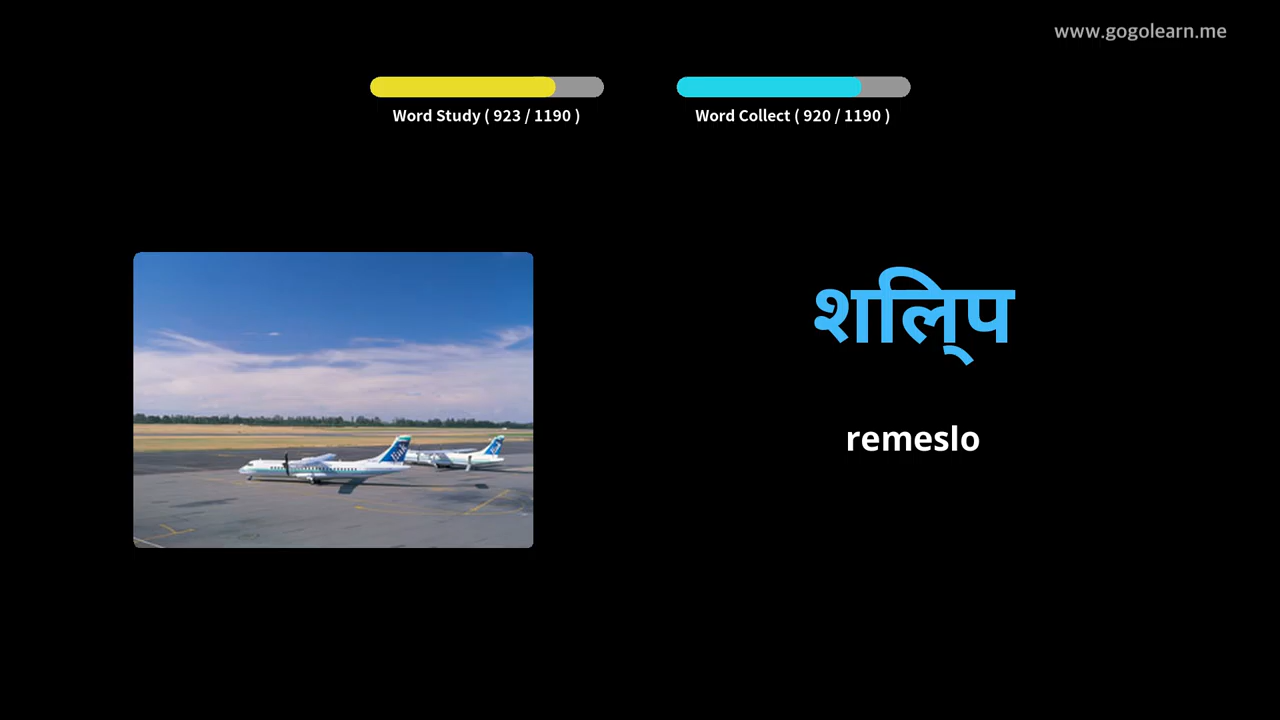 www.gogolearn.me
Word Study ( 923 / 1190 )
Word Collect ( 920 / 1190 )
शलि्प
remeslo